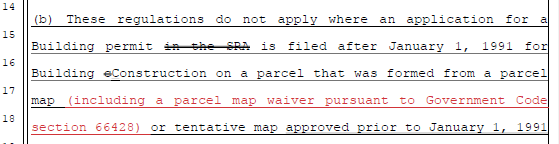 14
(b) These regulations do not apply where an application for a
15
Building permit in the SRA is filed after January 1, 1991 for
16
Building cConstruction on a parcel that was formed from a parcel
17
map (including a parcel map waiver pursuant to Government Code
18
section 66428) or tentative map approved prior to January 1, 1991